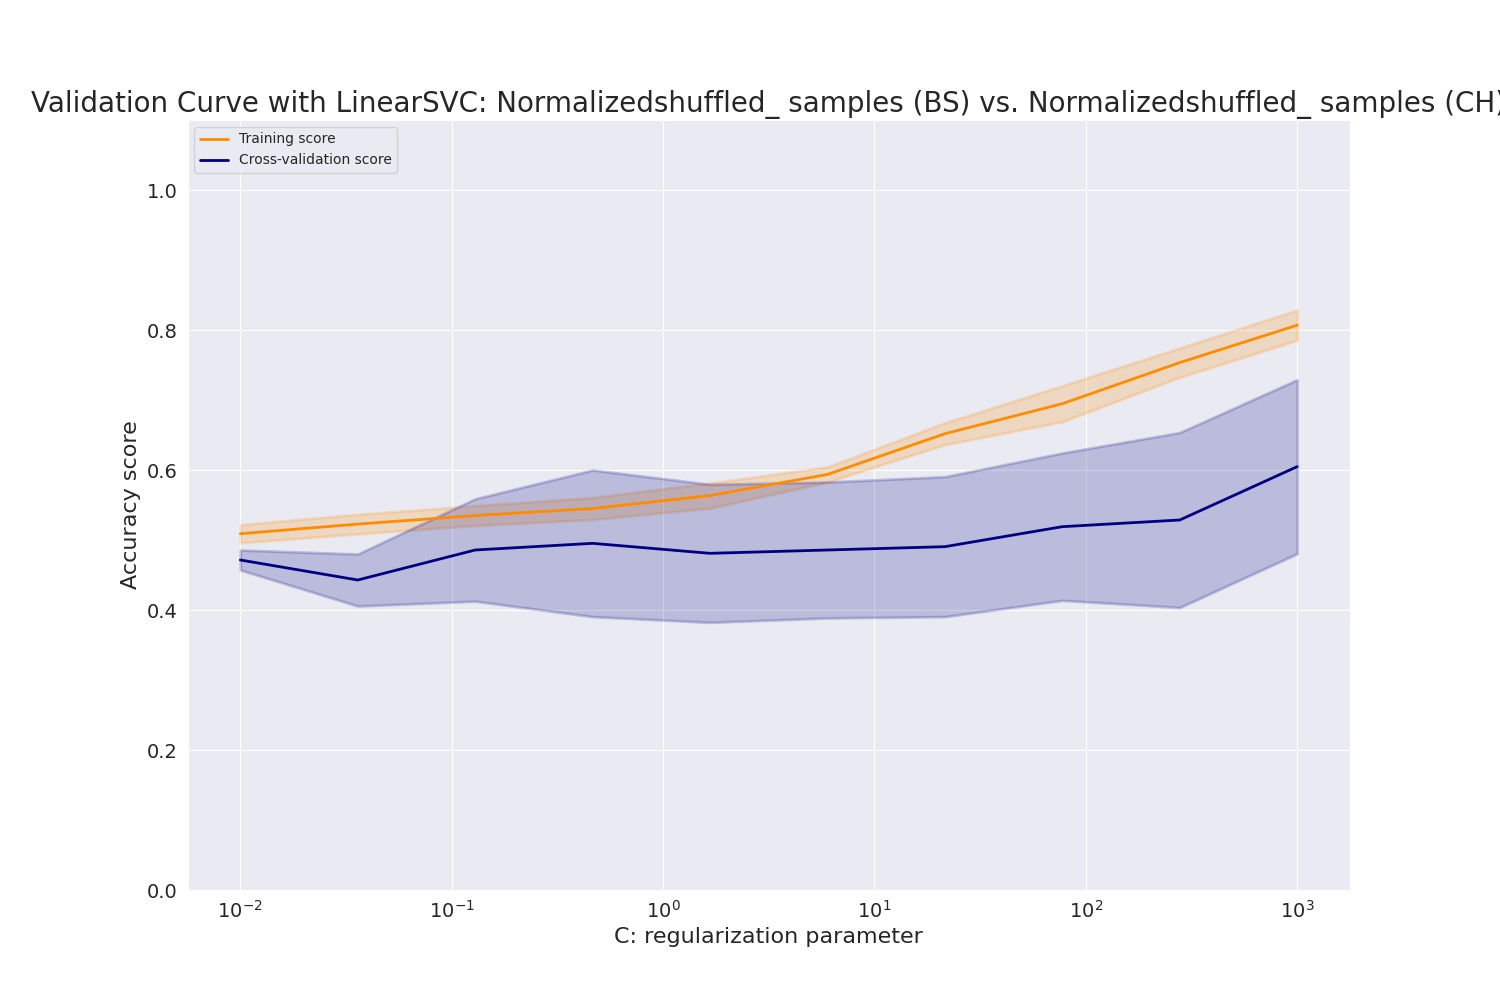 Validation Curve with LinearSVC: Normalizedshuffled_ samples (BS) vs. Normalizedshuffled_ samples (CH)
Training score
Cross-validation score
1.0
0.8
0.6
0.4
0.2
0.0
Accuracy score
10⁻² 10⁻¹ 10⁰ 10¹ 10² 10³
C: regularization parameter